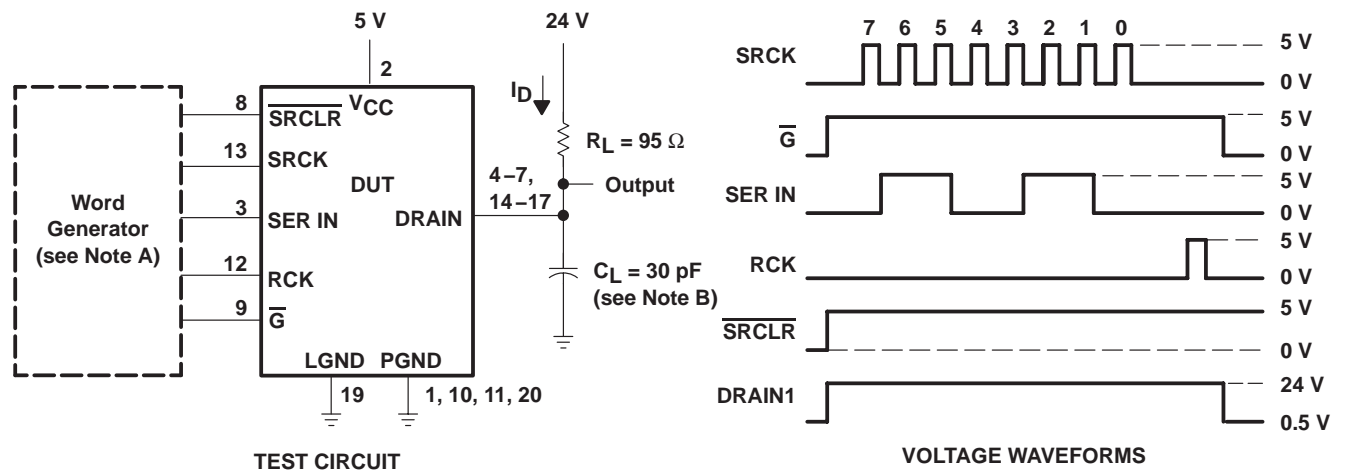 5 V
24 V
2
I_D
V_CC
8
SRCLR
13
SRCK
R_L = 95 Ω
DUT
4–7,
14–17
Output
Word
Generator
(see Note A)
3
SER IN
DRAIN
12
RCK
C_L = 30 pF
(see Note B)
9
G
LGND
PGND
19
1, 10, 11, 20
TEST CIRCUIT
7 6 5 4 3 2 1 0
SRCK
5 V
0 V
G
5 V
0 V
SER IN
5 V
0 V
RCK
5 V
0 V
SRCLR
5 V
0 V
DRAIN1
24 V
0.5 V
VOLTAGE WAVEFORMS